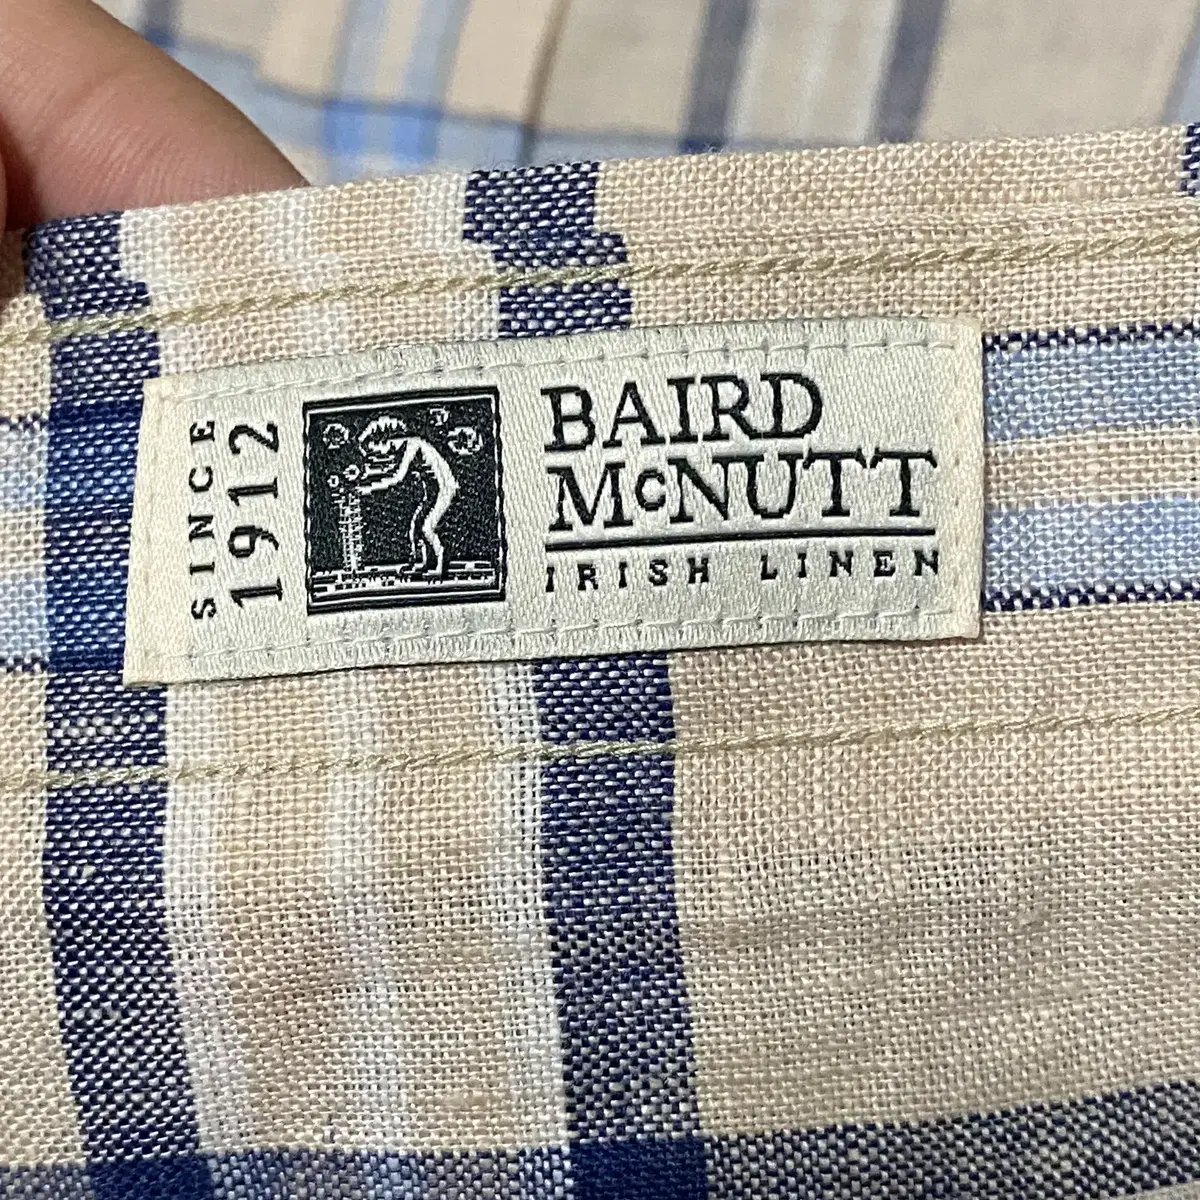 SINCE
1912
BAIRD
McNUTT
IRISH LINEN